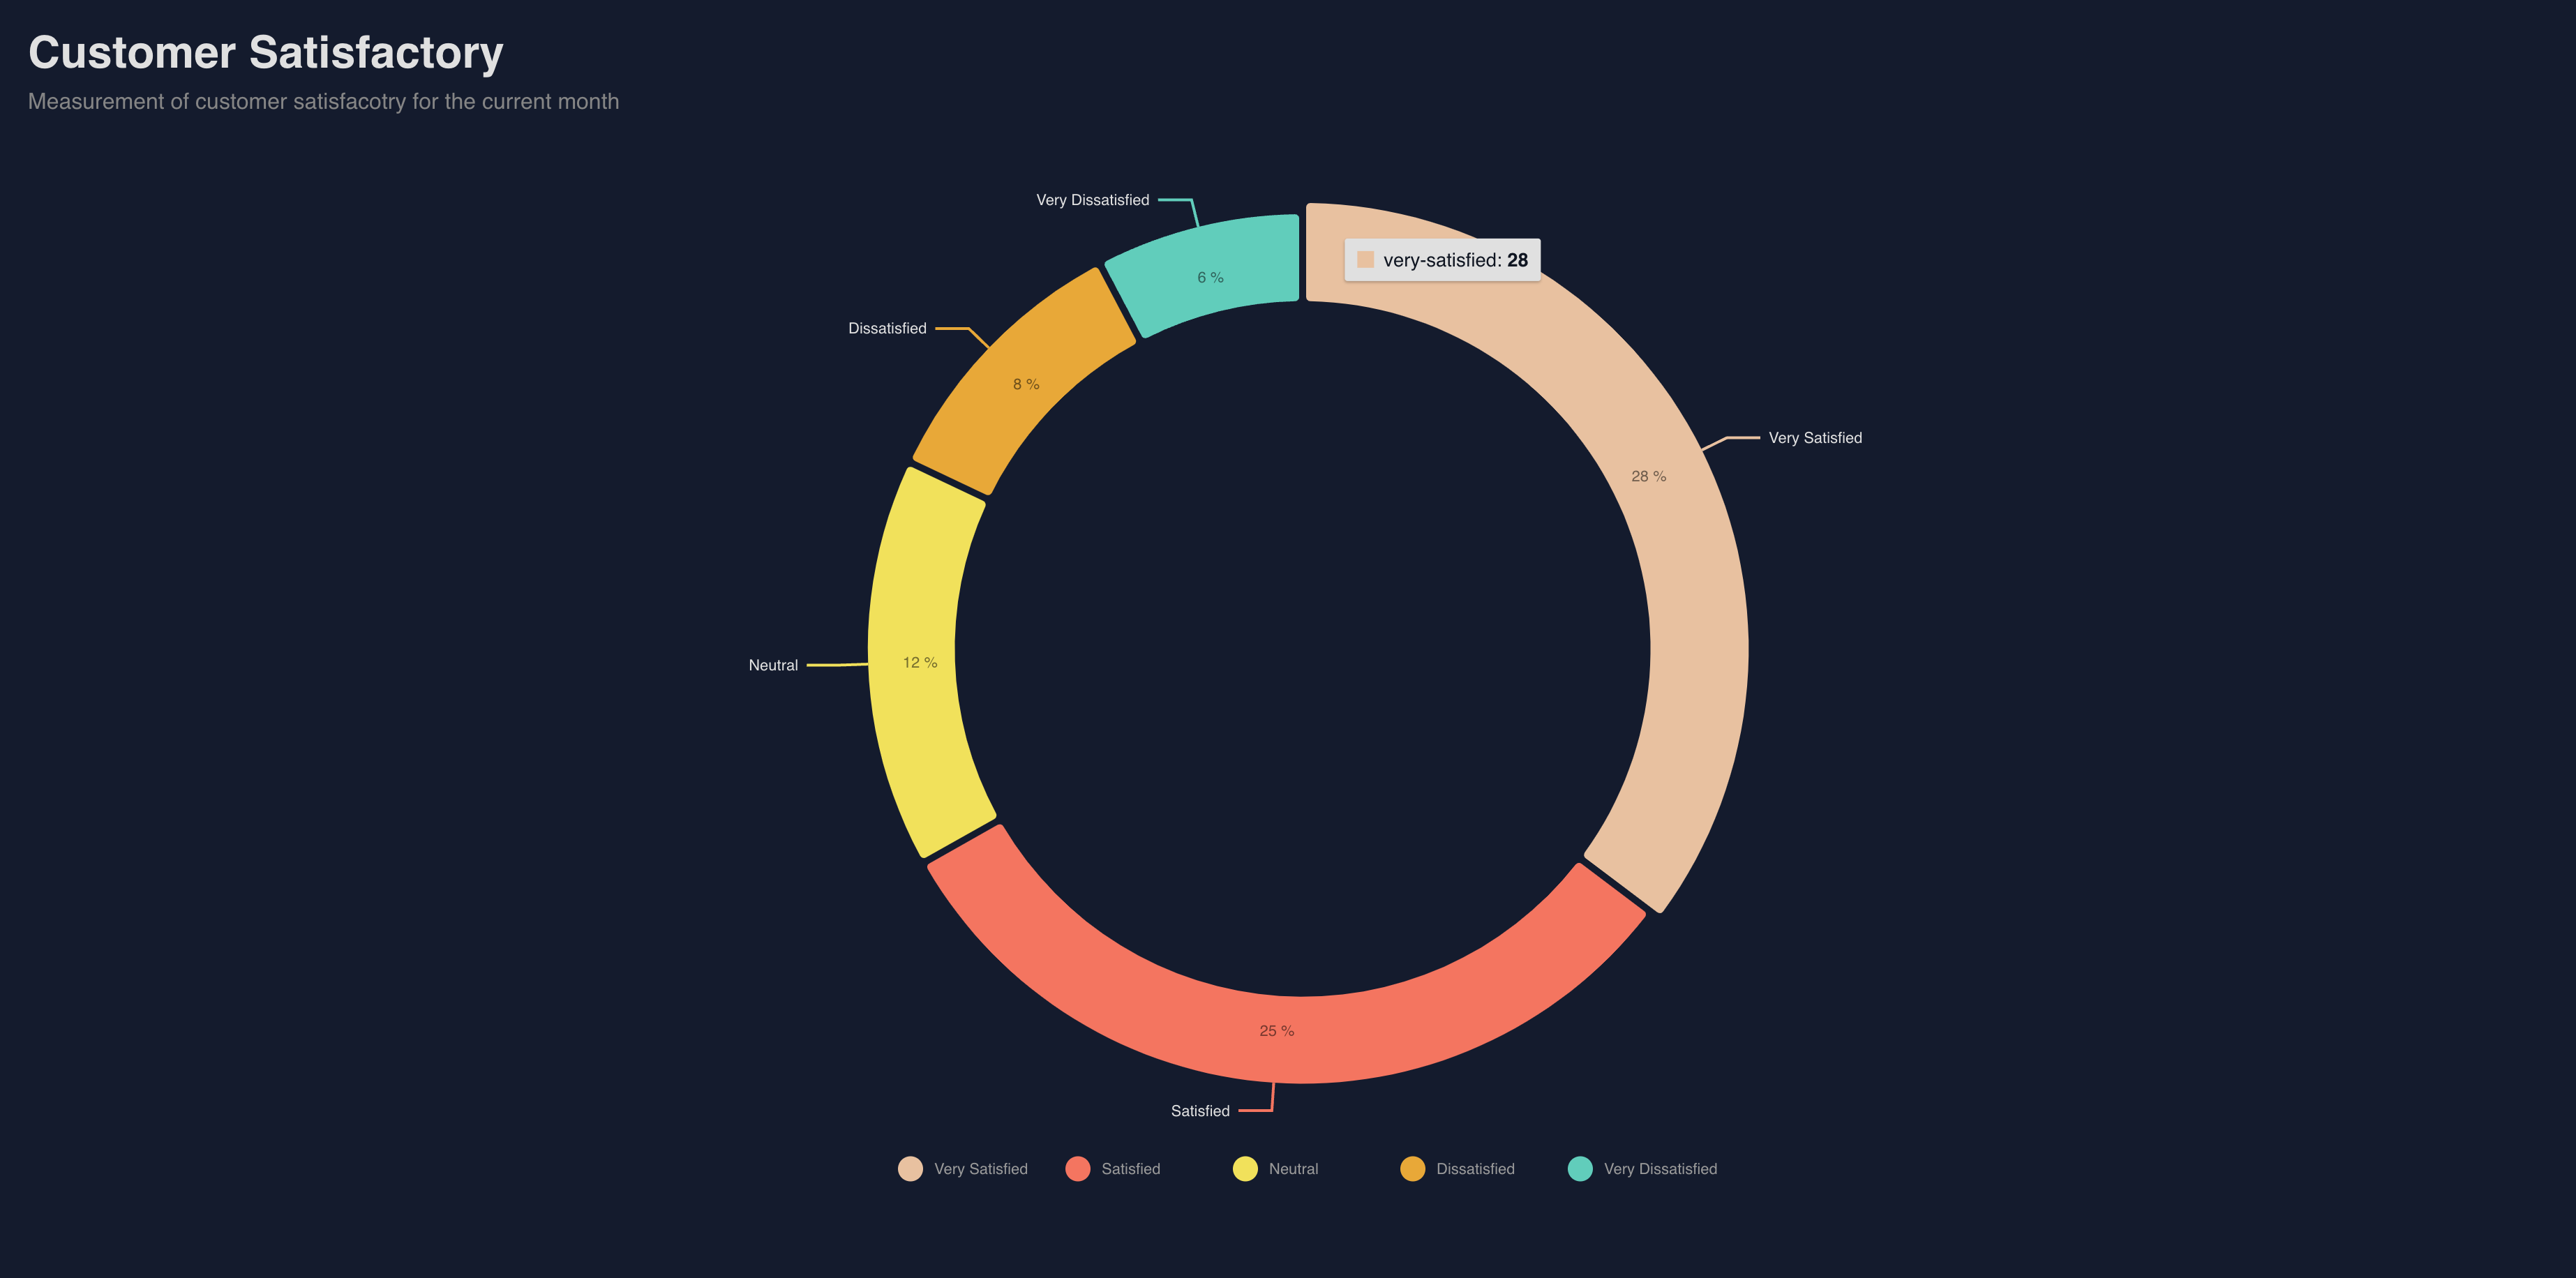 Customer Satisfactory
Measurement of customer satisfacotry for the current month
Very Dissatisfied
very-satisfied: 28
6 %
Dissatisfied
8 %
Very Satisfied
28 %
Neutral
12 %
25 %
Satisfied
Very Satisfied Satisfied Neutral Dissatisfied Very Dissatisfied